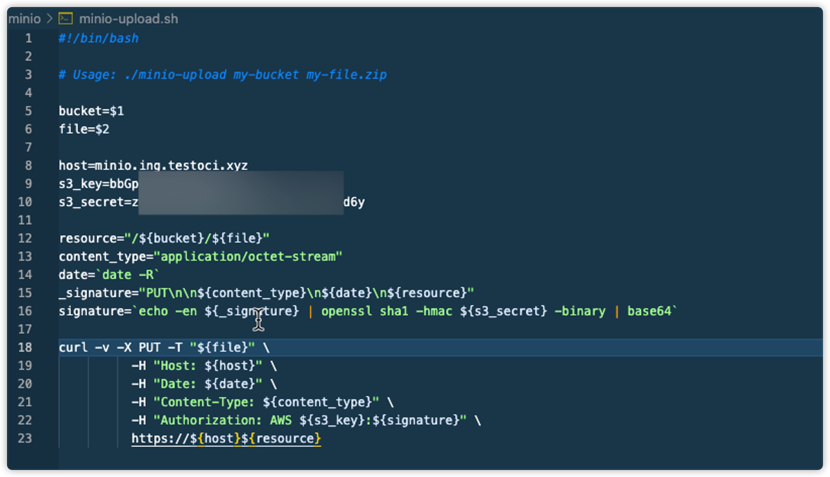 minio > minio-upload.sh
1 #!/bin/bash
2
3 # Usage: ./minio-upload my-bucket my-file.zip
4
5 bucket=$1
6 file=$2
7
8 host=minio.ing.testoci.xyz
9 s3_key=bbGp
10 s3_secret=z d6y
11
12 resource="/${bucket}/${file}"
13 content_type="application/octet-stream"
14 date=`date -R`
15 _signature="PUT\n\n${content_type}\n${date}\n${resource}"
16 signature=`echo -en ${_signature} | openssl sha1 -hmac ${s3_secret} -binary | base64`
17
18 curl -v -X PUT -T "${file}" \
19 -H "Host: ${host}" \
20 -H "Date: ${date}" \
21 -H "Content-Type: ${content_type}" \
22 -H "Authorization: AWS ${s3_key}:${signature}" \
23 https://${host}${resource}